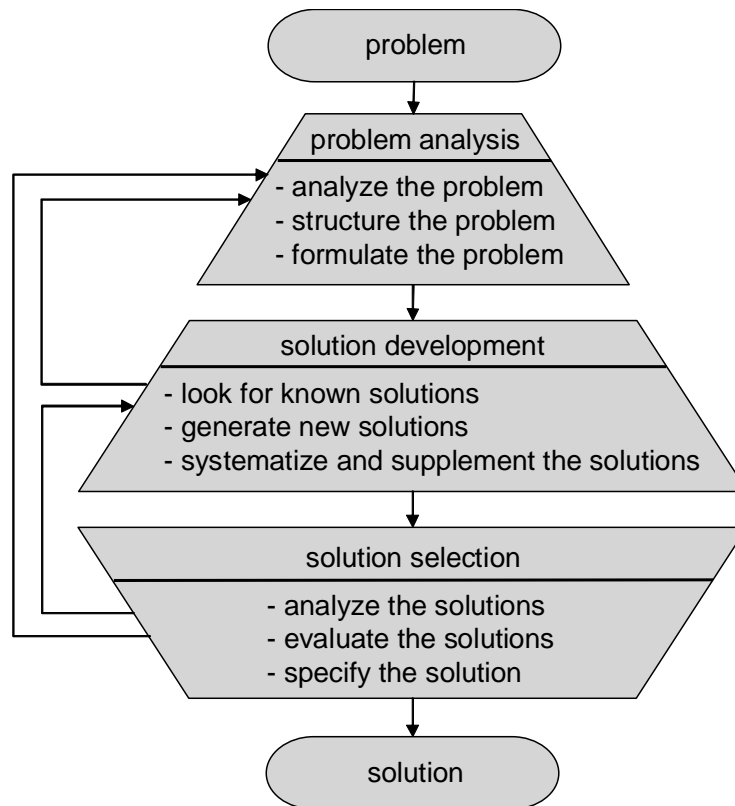 problem
problem analysis
- analyze the problem
- structure the problem
- formulate the problem
solution development
- look for known solutions
- generate new solutions
- systematize and supplement the solutions
solution selection
- analyze the solutions
- evaluate the solutions
- specify the solution
solution